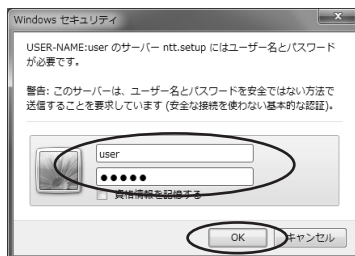 Windows セキュリティ
USER-NAME:user のサーバー ntt.setup にはユーザー名とパスワード
が必要です。
警告: このサーバーは、ユーザー名とパスワードを安全ではない方法で
送信することを要求しています (安全な接続を使わない基本的な認証)。
user
●●●●●
資格情報を記憶する
OK
キャンセル